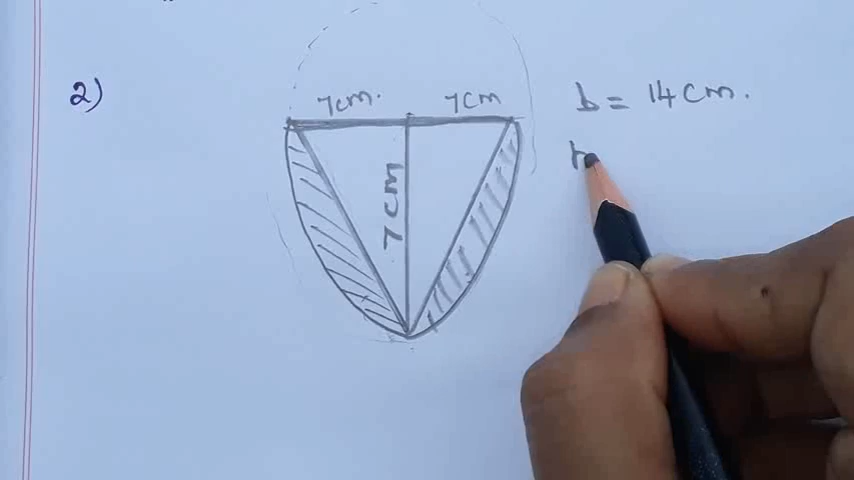 2)
7cm. 7cm
b = 14cm.
7cm
h